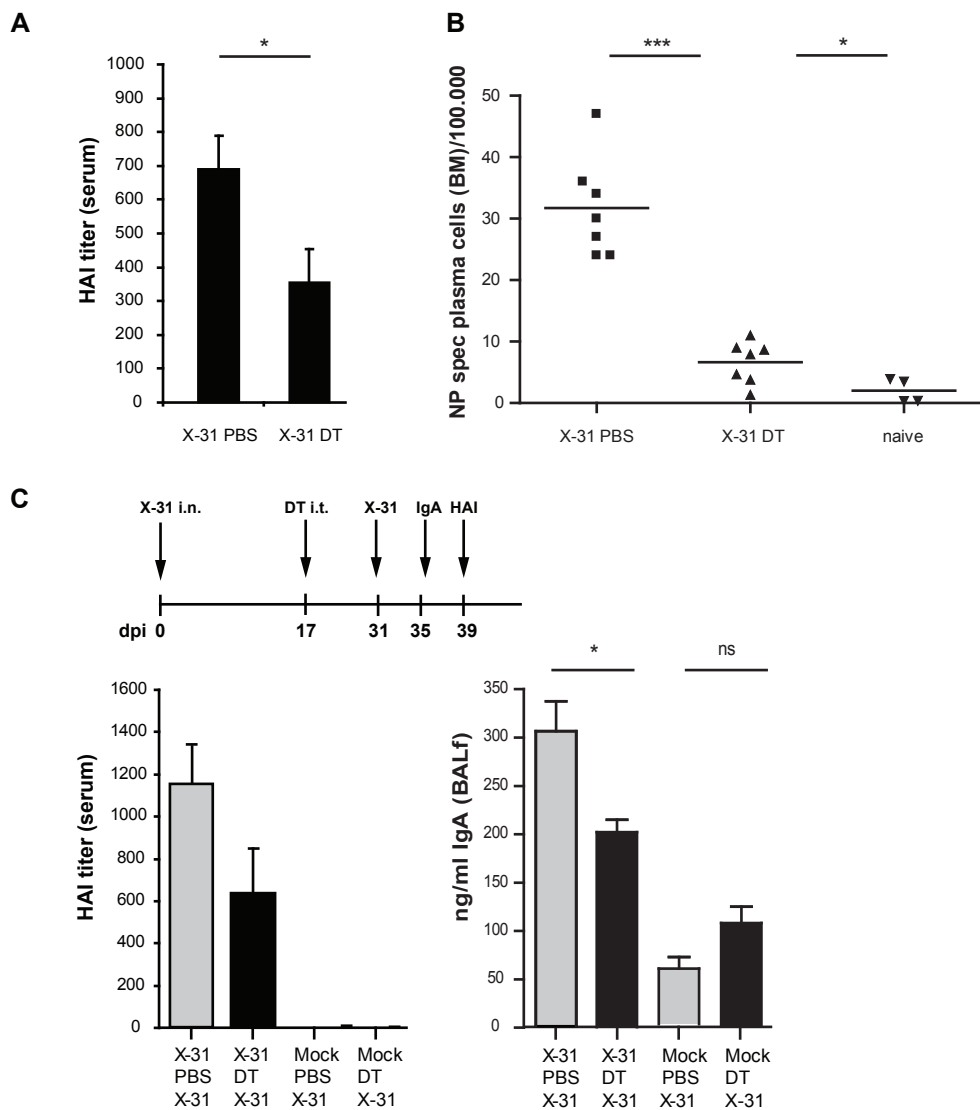 A
*
HAI titer (serum)
1000
900
800
700
600
500
400
300
200
100
0
X-31 PBS X-31 DT
B
*** *
NP spec plasma cells (BM)/100.000
50
40
30
20
10
0
X-31 PBS X-31 DT naive
C
X-31 i.n. DT i.t. X-31 IgA HAI
dpi 0 17 31 35 39
HAI titer (serum)
1600
1400
1200
1000
800
600
400
200
0
X-31 X-31 Mock Mock
PBS DT PBS DT
X-31 X-31 X-31 X-31
* ns
ng/ml IgA (BALf)
350
300
250
200
150
100
50
0
X-31 X-31 Mock Mock
PBS DT PBS DT
X-31 X-31 X-31 X-31